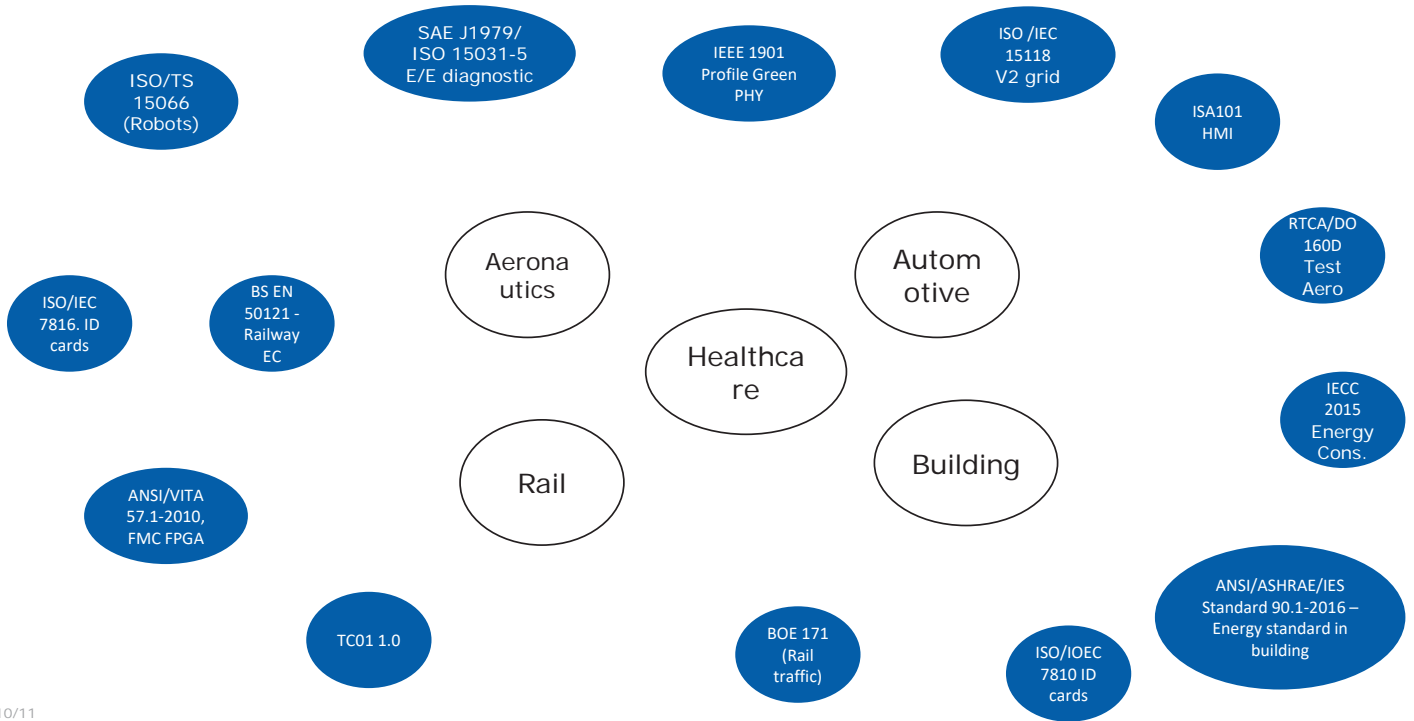 SAE J1979/
ISO 15031-5
E/E diagnostic
ISO /IEC
15118
V2 grid
IEEE 1901
Profile Green
PHY
ISO/TS
15066
(Robots)
ISA101
HMI
Aerona
utics
Autom
otive
RTCA/DO
160D
Test
Aero
ISO/IEC
7816. ID
cards
BS EN
50121 -
Railway
EC
Healthca
re
IECC
2015
Energy
Cons.
Rail
Building
ANSI/VITA
57.1-2010,
FMC FPGA
ANSI/ASHRAE/IES
Standard 90.1-2016 –
Energy standard in
building
TC01 1.0
BOE 171
(Rail
traffic)
ISO/IOEC
7810 ID
cards
10/11